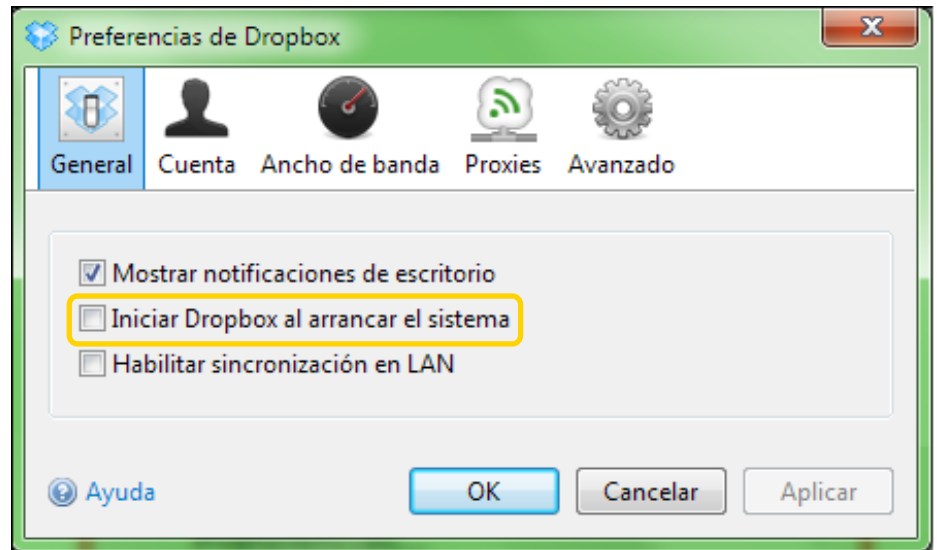 Preferencias de Dropbox
General Cuenta Ancho de banda Proxies Avanzado
Mostrar notificaciones de escritorio
Iniciar Dropbox al arrancar el sistema
Habilitar sincronización en LAN
Ayuda OK Cancelar Aplicar